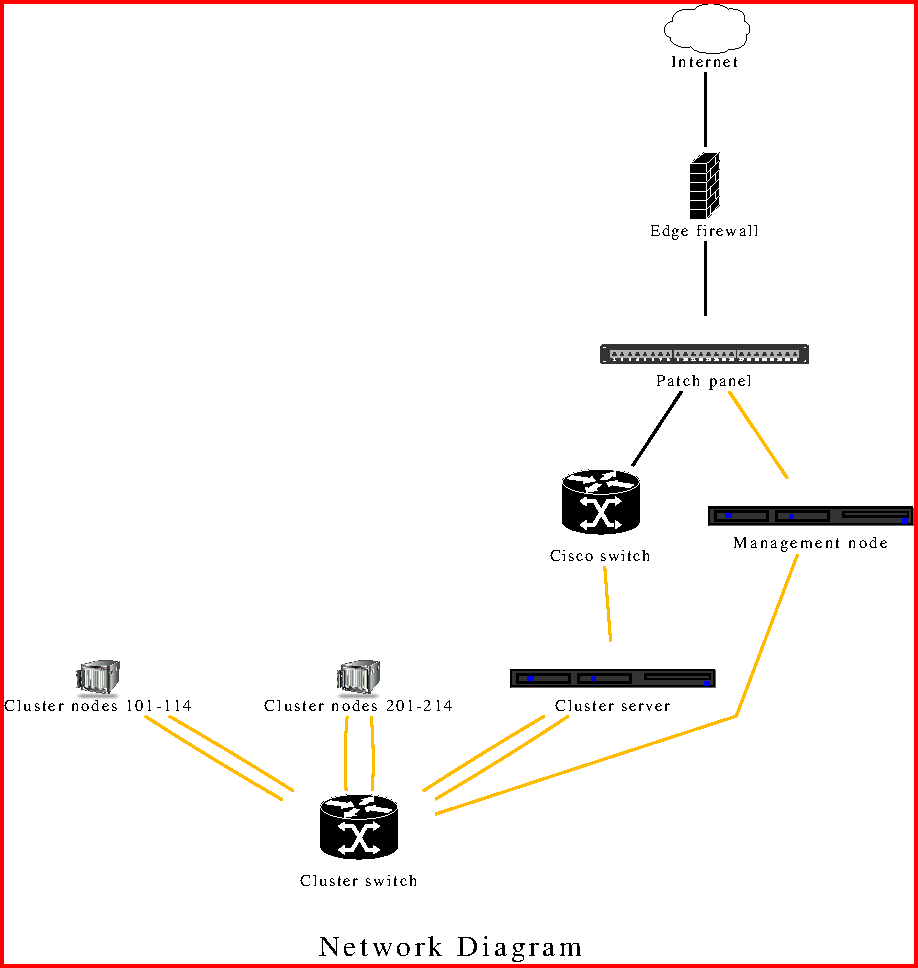 Internet
Edge firewall
Patch panel
Cisco switch
Management node
Cluster nodes 101-114
Cluster nodes 201-214
Cluster server
Cluster switch
Network Diagram